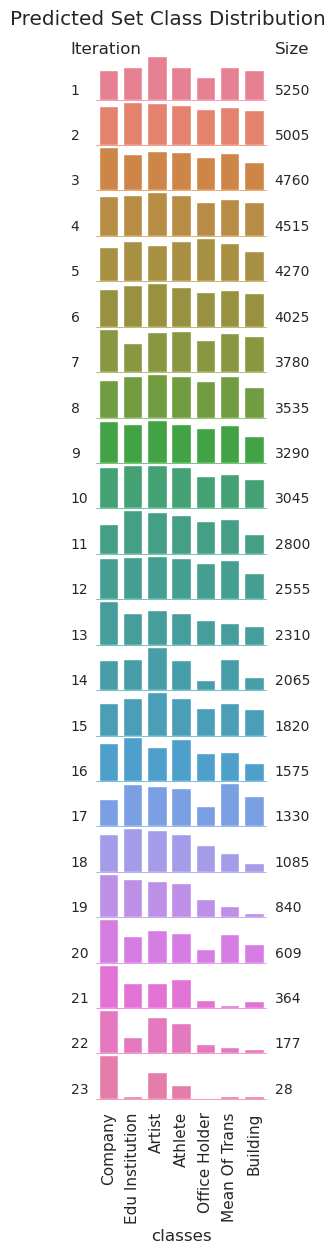 Predicted Set Class Distribution
Iteration Size
1 5250
2 5005
3 4760
4 4515
5 4270
6 4025
7 3780
8 3535
9 3290
10 3045
11 2800
12 2555
13 2310
14 2065
15 1820
16 1575
17 1330
18 1085
19 840
20 609
21 364
22 177
23 28
Company
Edu Institution
Artist
Athlete
Office Holder
Mean Of Trans
Building
classes